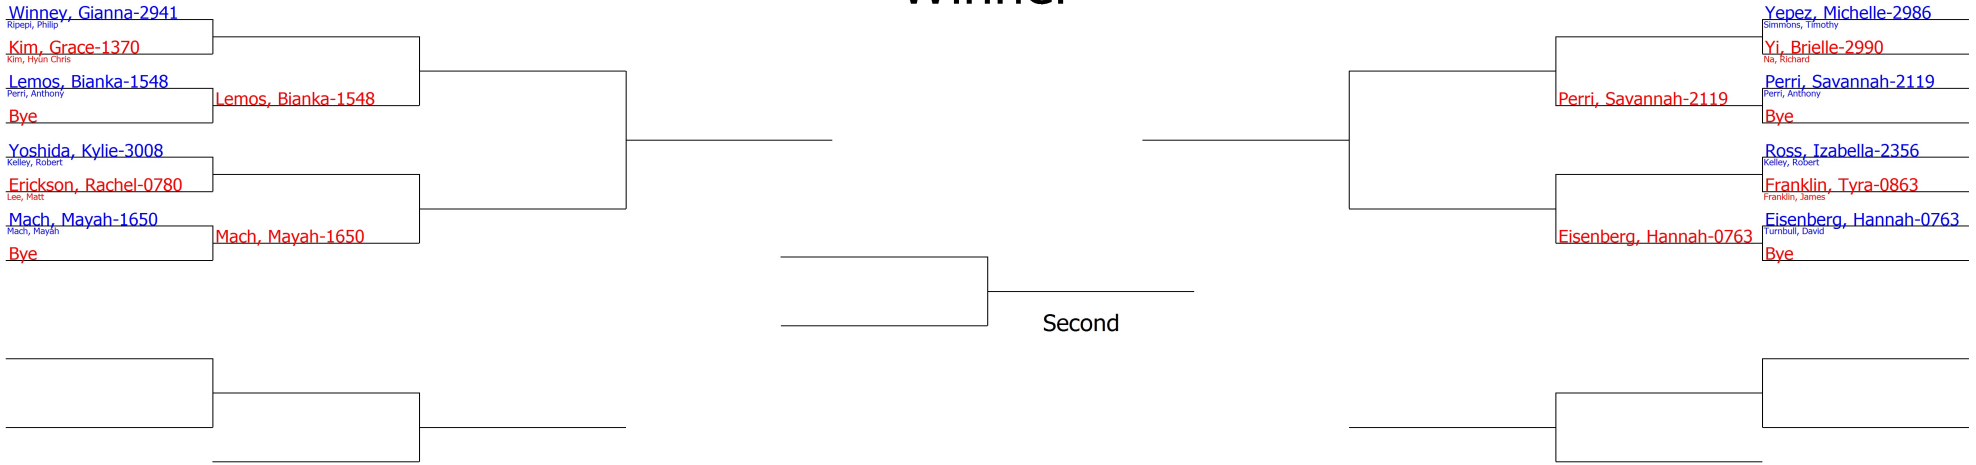 Winner
Winney, Gianna-2941
Ripepi, Philip
Kim, Grace-1370
Kim, Hyun Chris
Lemos, Bianka-1548
Perri, Anthony
Lemos, Bianka-1548
Bye
Yoshida, Kylie-3008
Kelley, Robert
Erickson, Rachel-0780
Lee, Matt
Mach, Mayah-1650
Mach, Mayah
Mach, Mayah-1650
Bye
Yepez, Michelle-2986
Simmons, Timothy
Yi, Brielle-2990
Na, Richard
Perri, Savannah-2119
Perri, Anthony
Perri, Savannah-2119
Bye
Ross, Izabella-2356
Kelley, Robert
Franklin, Tyra-0863
Franklin, James
Eisenberg, Hannah-0763
Turnbull, David
Eisenberg, Hannah-0763
Bye
Second